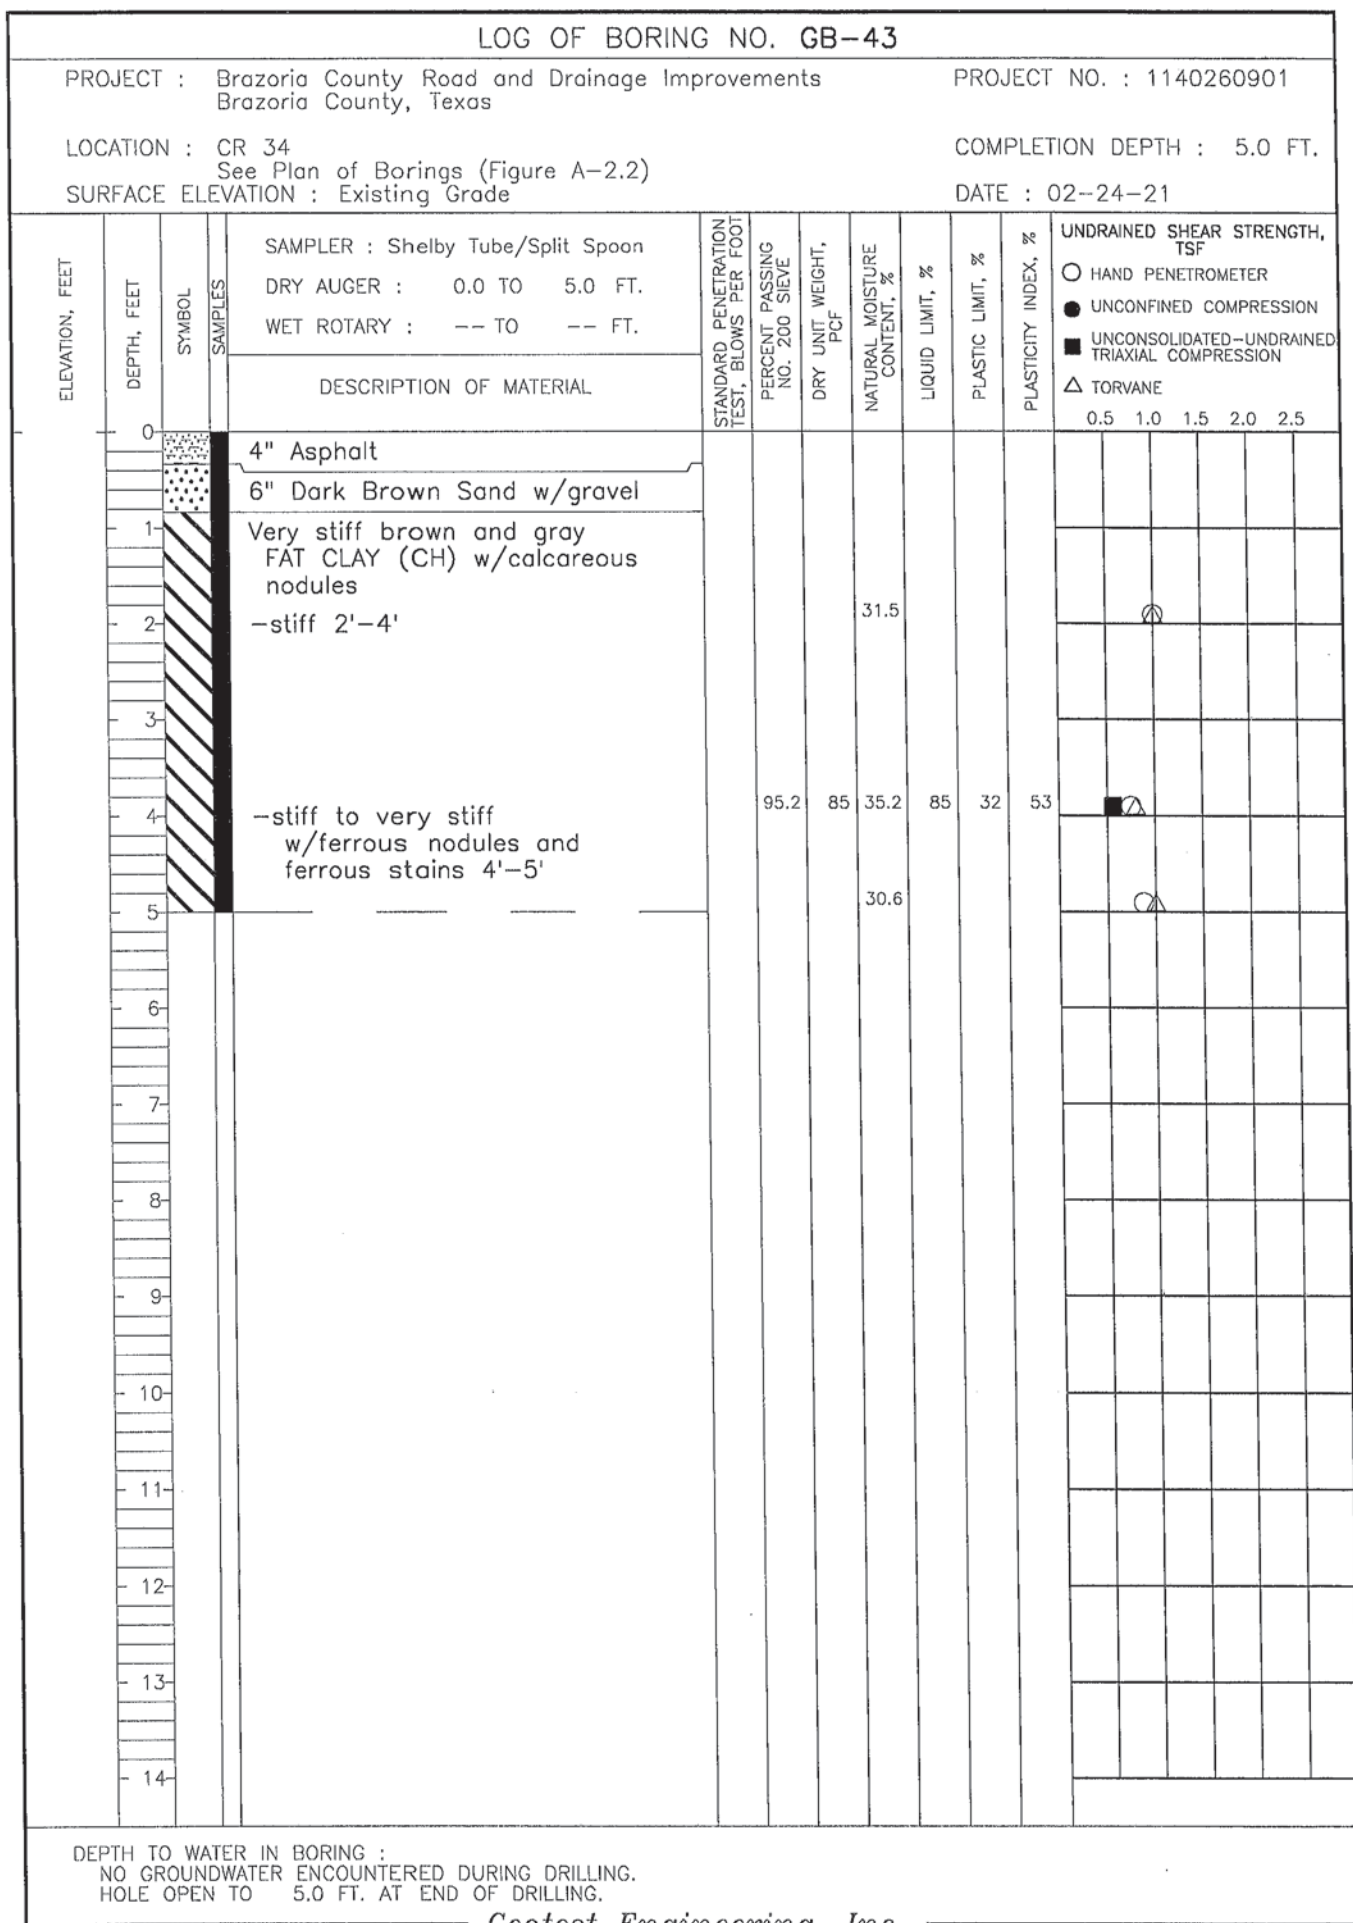 LOG OF BORING NO. GB-43
PROJECT : Brazoria County Road and Drainage Improvements
Brazoria County, Texas
PROJECT NO. : 1140260901
LOCATION : CR 34
See Plan of Borings (Figure A-2.2)
COMPLETION DEPTH : 5.0 FT.
SURFACE ELEVATION : Existing Grade
DATE : 02-24-21
ELEVATION, FEET
DEPTH, FEET
SYMBOL
SAMPLES
SAMPLER : Shelby Tube/Split Spoon
DRY AUGER : 0.0 TO 5.0 FT.
WET ROTARY : -- TO -- FT.
DESCRIPTION OF MATERIAL
STANDARD PENETRATION
TEST, BLOWS PER FOOT
PERCENT PASSING
NO. 200 SIEVE
DRY UNIT WEIGHT,
PCF
NATURAL MOISTURE
CONTENT, %
LIQUID LIMIT, %
PLASTIC LIMIT, %
PLASTICITY INDEX, %
UNDRAINED SHEAR STRENGTH,
TSF
HAND PENETROMETER
UNCONFINED COMPRESSION
UNCONSOLIDATED-UNDRAINED
TRIAXIAL COMPRESSION
TORVANE
0.5 1.0 1.5 2.0 2.5
0
4" Asphalt
6" Dark Brown Sand w/gravel
1
Very stiff brown and gray
FAT CLAY (CH) w/calcareous
nodules
31.5
2
-stiff 2'-4'
3
95.2 85 35.2 85 32 53
4
-stiff to very stiff
w/ferrous nodules and
ferrous stains 4'-5'
30.6
5
6
7
8
9
10
11
12
13
14
DEPTH TO WATER IN BORING :
NO GROUNDWATER ENCOUNTERED DURING DRILLING.
HOLE OPEN TO 5.0 FT. AT END OF DRILLING.
Geotest Engineering, Inc.